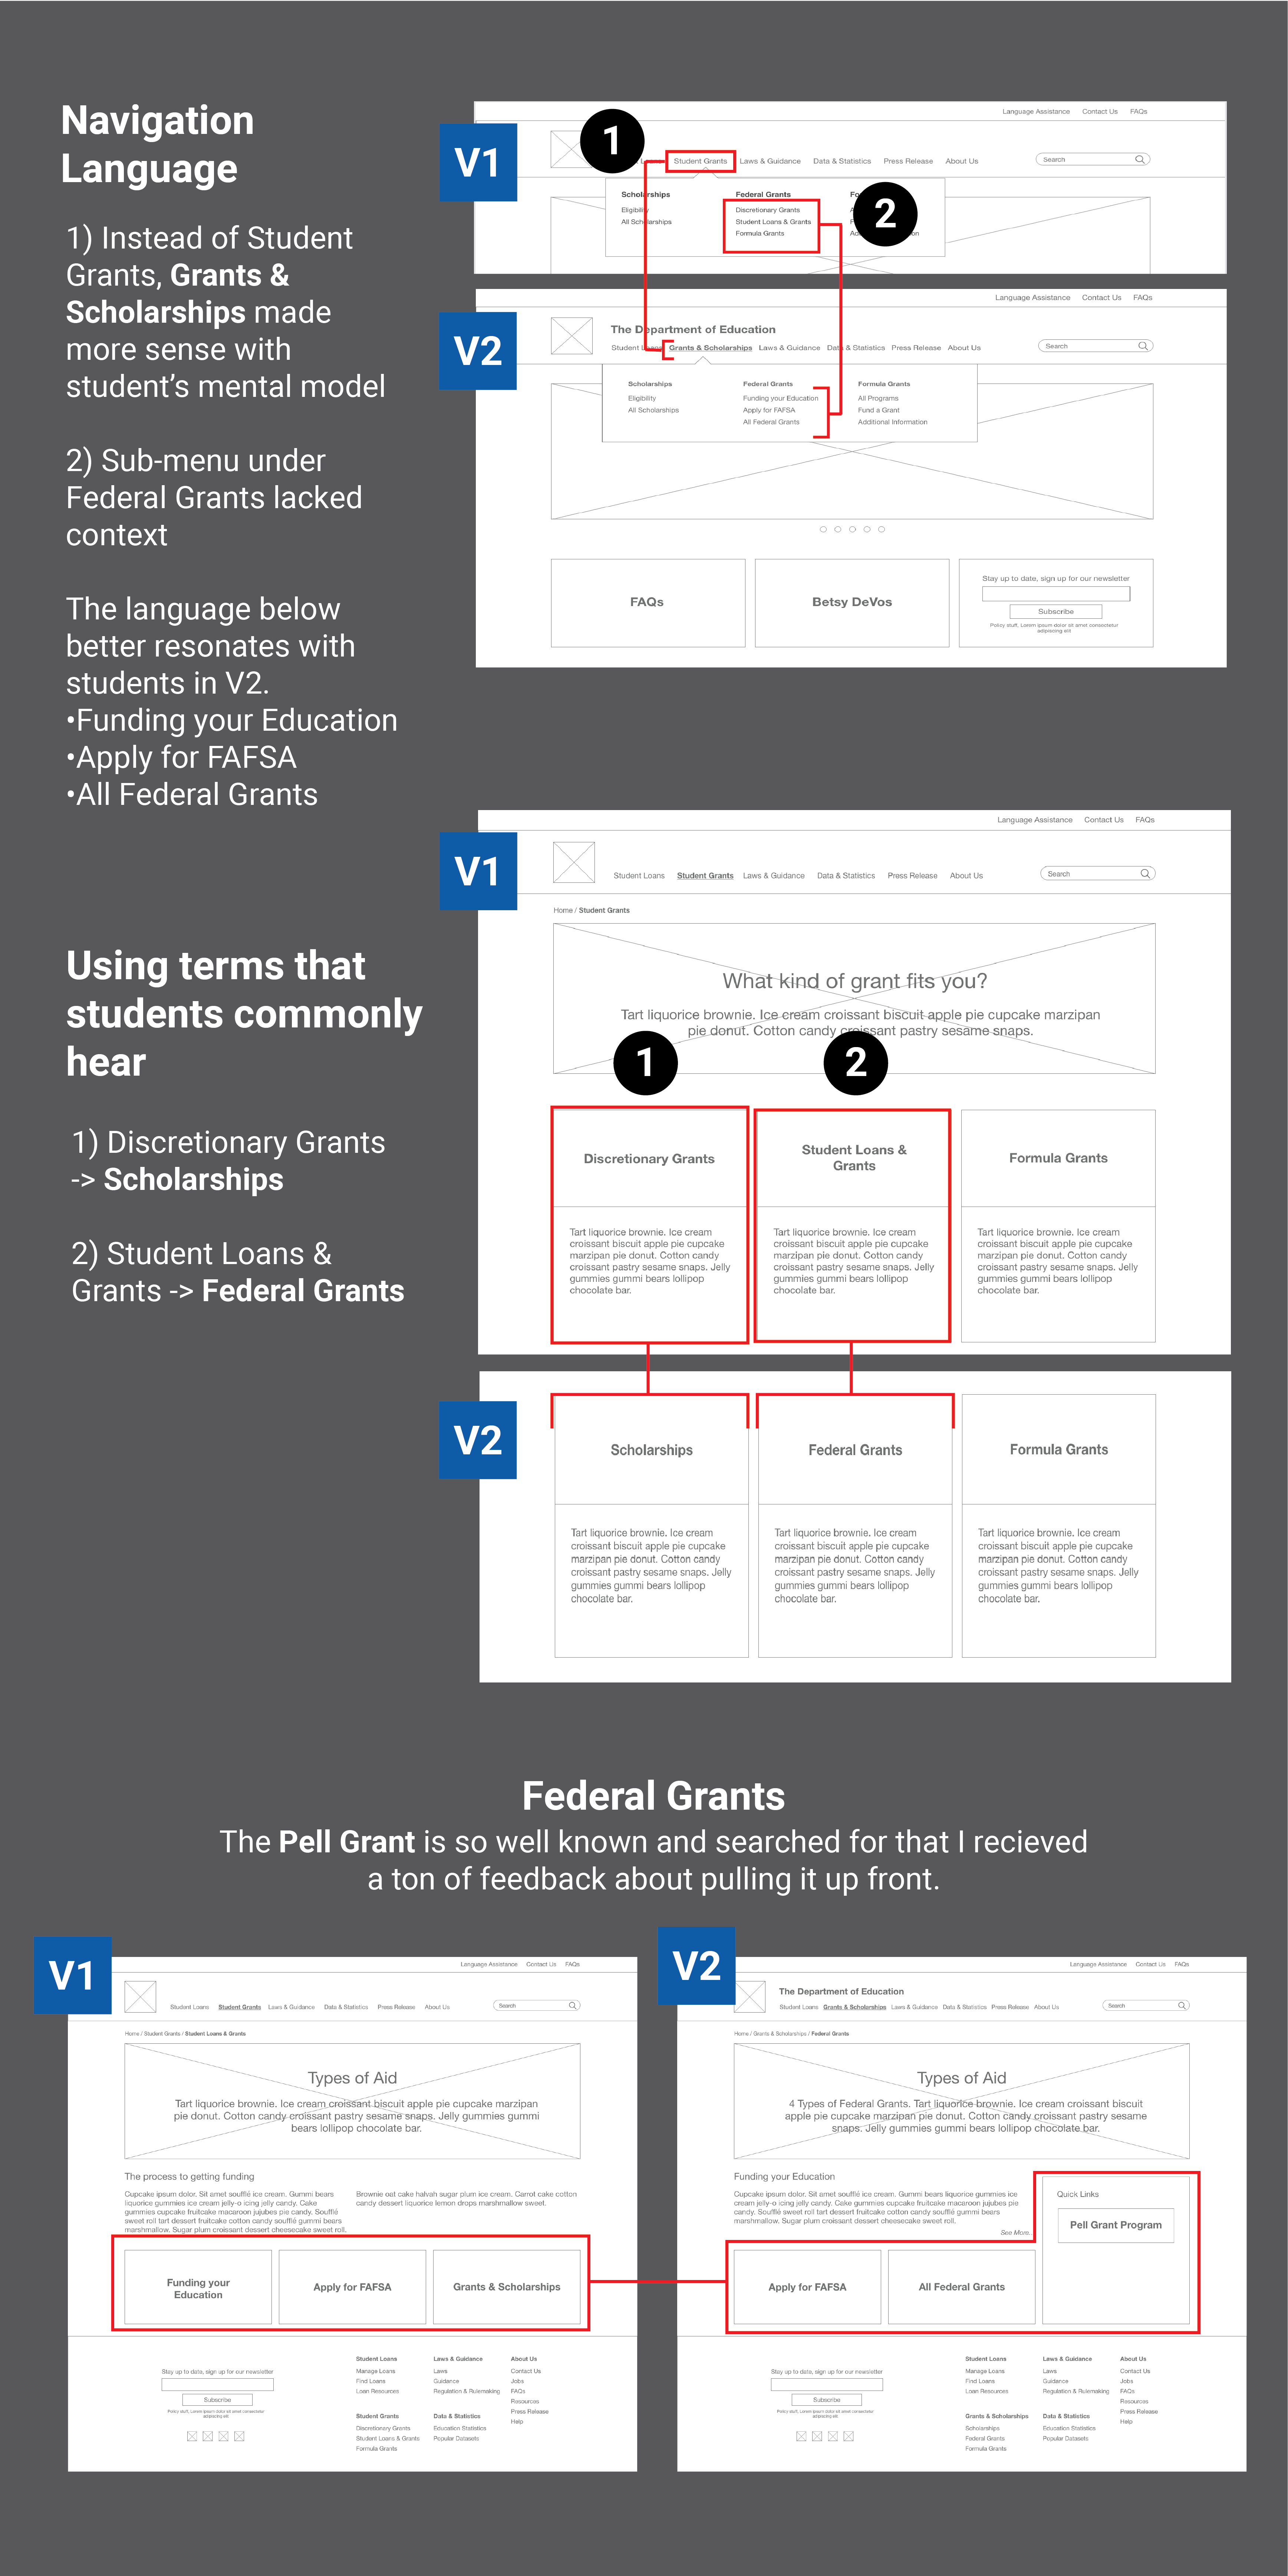 Navigation
Language
1) Instead of Student
Grants, Grants &
Scholarships made
more sense with
student’s mental model
2) Sub-menu under
Federal Grants lacked
context
The language below
better resonates with
students in V2.
•Funding your Education
•Apply for FAFSA
•All Federal Grants
V1
Language Assistance Contact Us FAQs
1
Student Grants Laws & Guidance Data & Statistics Press Release About Us
Search
Scholarships Federal Grants
2
Eligibility Discretionary Grants
All Scholarships Student Loans & Grants
Formula Grants
V2
Language Assistance Contact Us FAQs
The Department of Education
Student Loans Grants & Scholarships Laws & Guidance Data & Statistics Press Release About Us
Search
Scholarships Federal Grants Formula Grants
Eligibility Funding your Education All Programs
All Scholarships Apply for FAFSA Fund a Grant
All Federal Grants Additional Information
FAQs
Betsy DeVos
Stay up to date, sign up for our newsletter
Subscribe
Policy stuff. Lorem ipsum dolor sit amet consectetur
adipiscing elit
Using terms that
students commonly
hear
1) Discretionary Grants
-> Scholarships
2) Student Loans &
Grants -> Federal Grants
V1
Language Assistance Contact Us FAQs
Student Loans Student Grants Laws & Guidance Data & Statistics Press Release About Us
Search
Home / Student Grants
What kind of grant fits you?
Tart liquorice brownie. Ice cream croissant biscuit apple pie cupcake marzipan
pie donut. Cotton candy croissant pastry sesame snaps.
1
2
Discretionary Grants
Tart liquorice brownie. Ice cream
croissant biscuit apple pie cupcake
marzipan pie donut. Cotton candy
croissant pastry sesame snaps. Jelly
gummies gummi bears lollipop
chocolate bar.
Student Loans &
Grants
Tart liquorice brownie. Ice cream
croissant biscuit apple pie cupcake
marzipan pie donut. Cotton candy
croissant pastry sesame snaps. Jelly
gummies gummi bears lollipop
chocolate bar.
Formula Grants
Tart liquorice brownie. Ice cream
croissant biscuit apple pie cupcake
marzipan pie donut. Cotton candy
croissant pastry sesame snaps. Jelly
gummies gummi bears lollipop
chocolate bar.
V2
Scholarships
Tart liquorice brownie. Ice cream
croissant biscuit apple pie cupcake
marzipan pie donut. Cotton candy
croissant pastry sesame snaps. Jelly
gummies gummi bears lollipop
chocolate bar.
Federal Grants
Tart liquorice brownie. Ice cream
croissant biscuit apple pie cupcake
marzipan pie donut. Cotton candy
croissant pastry sesame snaps. Jelly
gummies gummi bears lollipop
chocolate bar.
Formula Grants
Tart liquorice brownie. Ice cream
croissant biscuit apple pie cupcake
marzipan pie donut. Cotton candy
croissant pastry sesame snaps. Jelly
gummies gummi bears lollipop
chocolate bar.
Federal Grants
The Pell Grant is so well known and searched for that I recieved
a ton of feedback about pulling it up front.
V1
Language Assistance Contact Us FAQs
Student Loans Student Grants Laws & Guidance Data & Statistics Press Release About Us
Search
Home / Student Grants / Student Loans & Grants
Types of Aid
Tart liquorice brownie. Ice cream croissant biscuit apple pie cupcake marzipan
pie donut. Cotton candy croissant pastry sesame snaps. Jelly gummies gummi
bears lollipop chocolate bar.
The process to getting funding
Cupcake ipsum dolor. Sit amet soufflé ice cream. Gummi bears
liquorice gummies ice cream jelly-o icing jelly candy. Cake
gummies cupcake fruitcake macaroon jujubes pie candy. Soufflé
sweet roll tart dessert fruitcake cotton candy soufflé gummi bears
marshmallow. Sugar plum croissant dessert cheesecake sweet roll.
Brownie oat cake halvah sugar plum ice cream. Carrot cake cotton
candy dessert liquorice lemon drops marshmallow sweet.
Funding your
Education
Apply for FAFSA
Grants & Scholarships
Stay up to date, sign up for our newsletter
Subscribe
Policy stuff. Lorem ipsum dolor sit amet consectetur
adipiscing elit
Student Loans
Manage Loans
Find Loans
Loan Resources
Student Grants
Discretionary Grants
Student Loans & Grants
Formula Grants
Laws & Guidance
Laws
Guidance
Regulation & Rulemaking
Data & Statistics
Education Statistics
Popular Datasets
About Us
Contact Us
Jobs
FAQs
Resources
Press Release
Help
V2
Language Assistance Contact Us FAQs
The Department of Education
Student Loans Grants & Scholarships Laws & Guidance Data & Statistics Press Release About Us
Search
Home / Grants & Scholarships / Federal Grants
Types of Aid
4 Types of Federal Grants. Tart liquorice brownie. Ice cream croissant biscuit
apple pie cupcake marzipan pie donut. Cotton candy croissant pastry sesame
snaps. Jelly gummies gummi bears lollipop chocolate bar.
Funding your Education
Cupcake ipsum dolor. Sit amet soufflé ice cream. Gummi bears liquorice gummies ice
cream jelly-o icing jelly candy. Cake gummies cupcake fruitcake macaroon jujubes pie
candy. Soufflé sweet roll tart dessert fruitcake cotton candy soufflé gummi bears
marshmallow. Sugar plum croissant dessert cheesecake sweet roll.
See More..
Quick Links
Pell Grant Program
Apply for FAFSA
All Federal Grants
Stay up to date, sign up for our newsletter
Subscribe
Policy stuff. Lorem ipsum dolor sit amet consectetur
adipiscing elit
Student Loans
Manage Loans
Find Loans
Loan Resources
Grants & Scholarships
Scholarships
Federal Grants
Formula Grants
Laws & Guidance
Laws
Guidance
Regulation & Rulemaking
Data & Statistics
Education Statistics
Popular Datasets
About Us
Contact Us
Jobs
FAQs
Resources
Press Release
Help